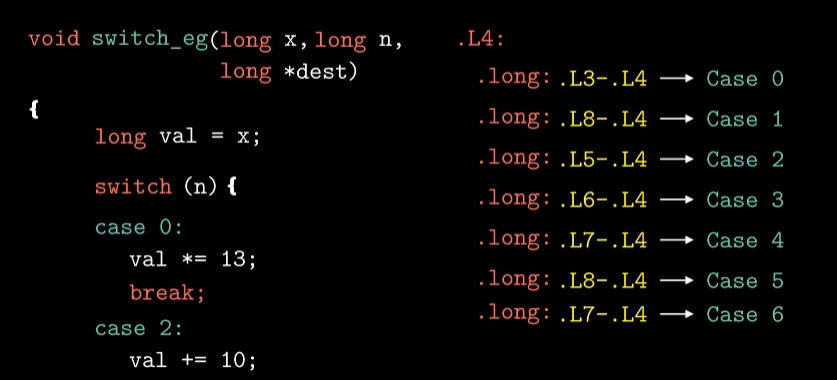 void switch_eg(long x, long n,
long *dest)
{
long val = x;
switch (n) {
case 0:
val *= 13;
break;
case 2:
val += 10;
.L4:
.long: .L3-.L4 → Case 0
.long: .L8-.L4 → Case 1
.long: .L5-.L4 → Case 2
.long: .L6-.L4 → Case 3
.long: .L7-.L4 → Case 4
.long: .L8-.L4 → Case 5
.long: .L7-.L4 → Case 6